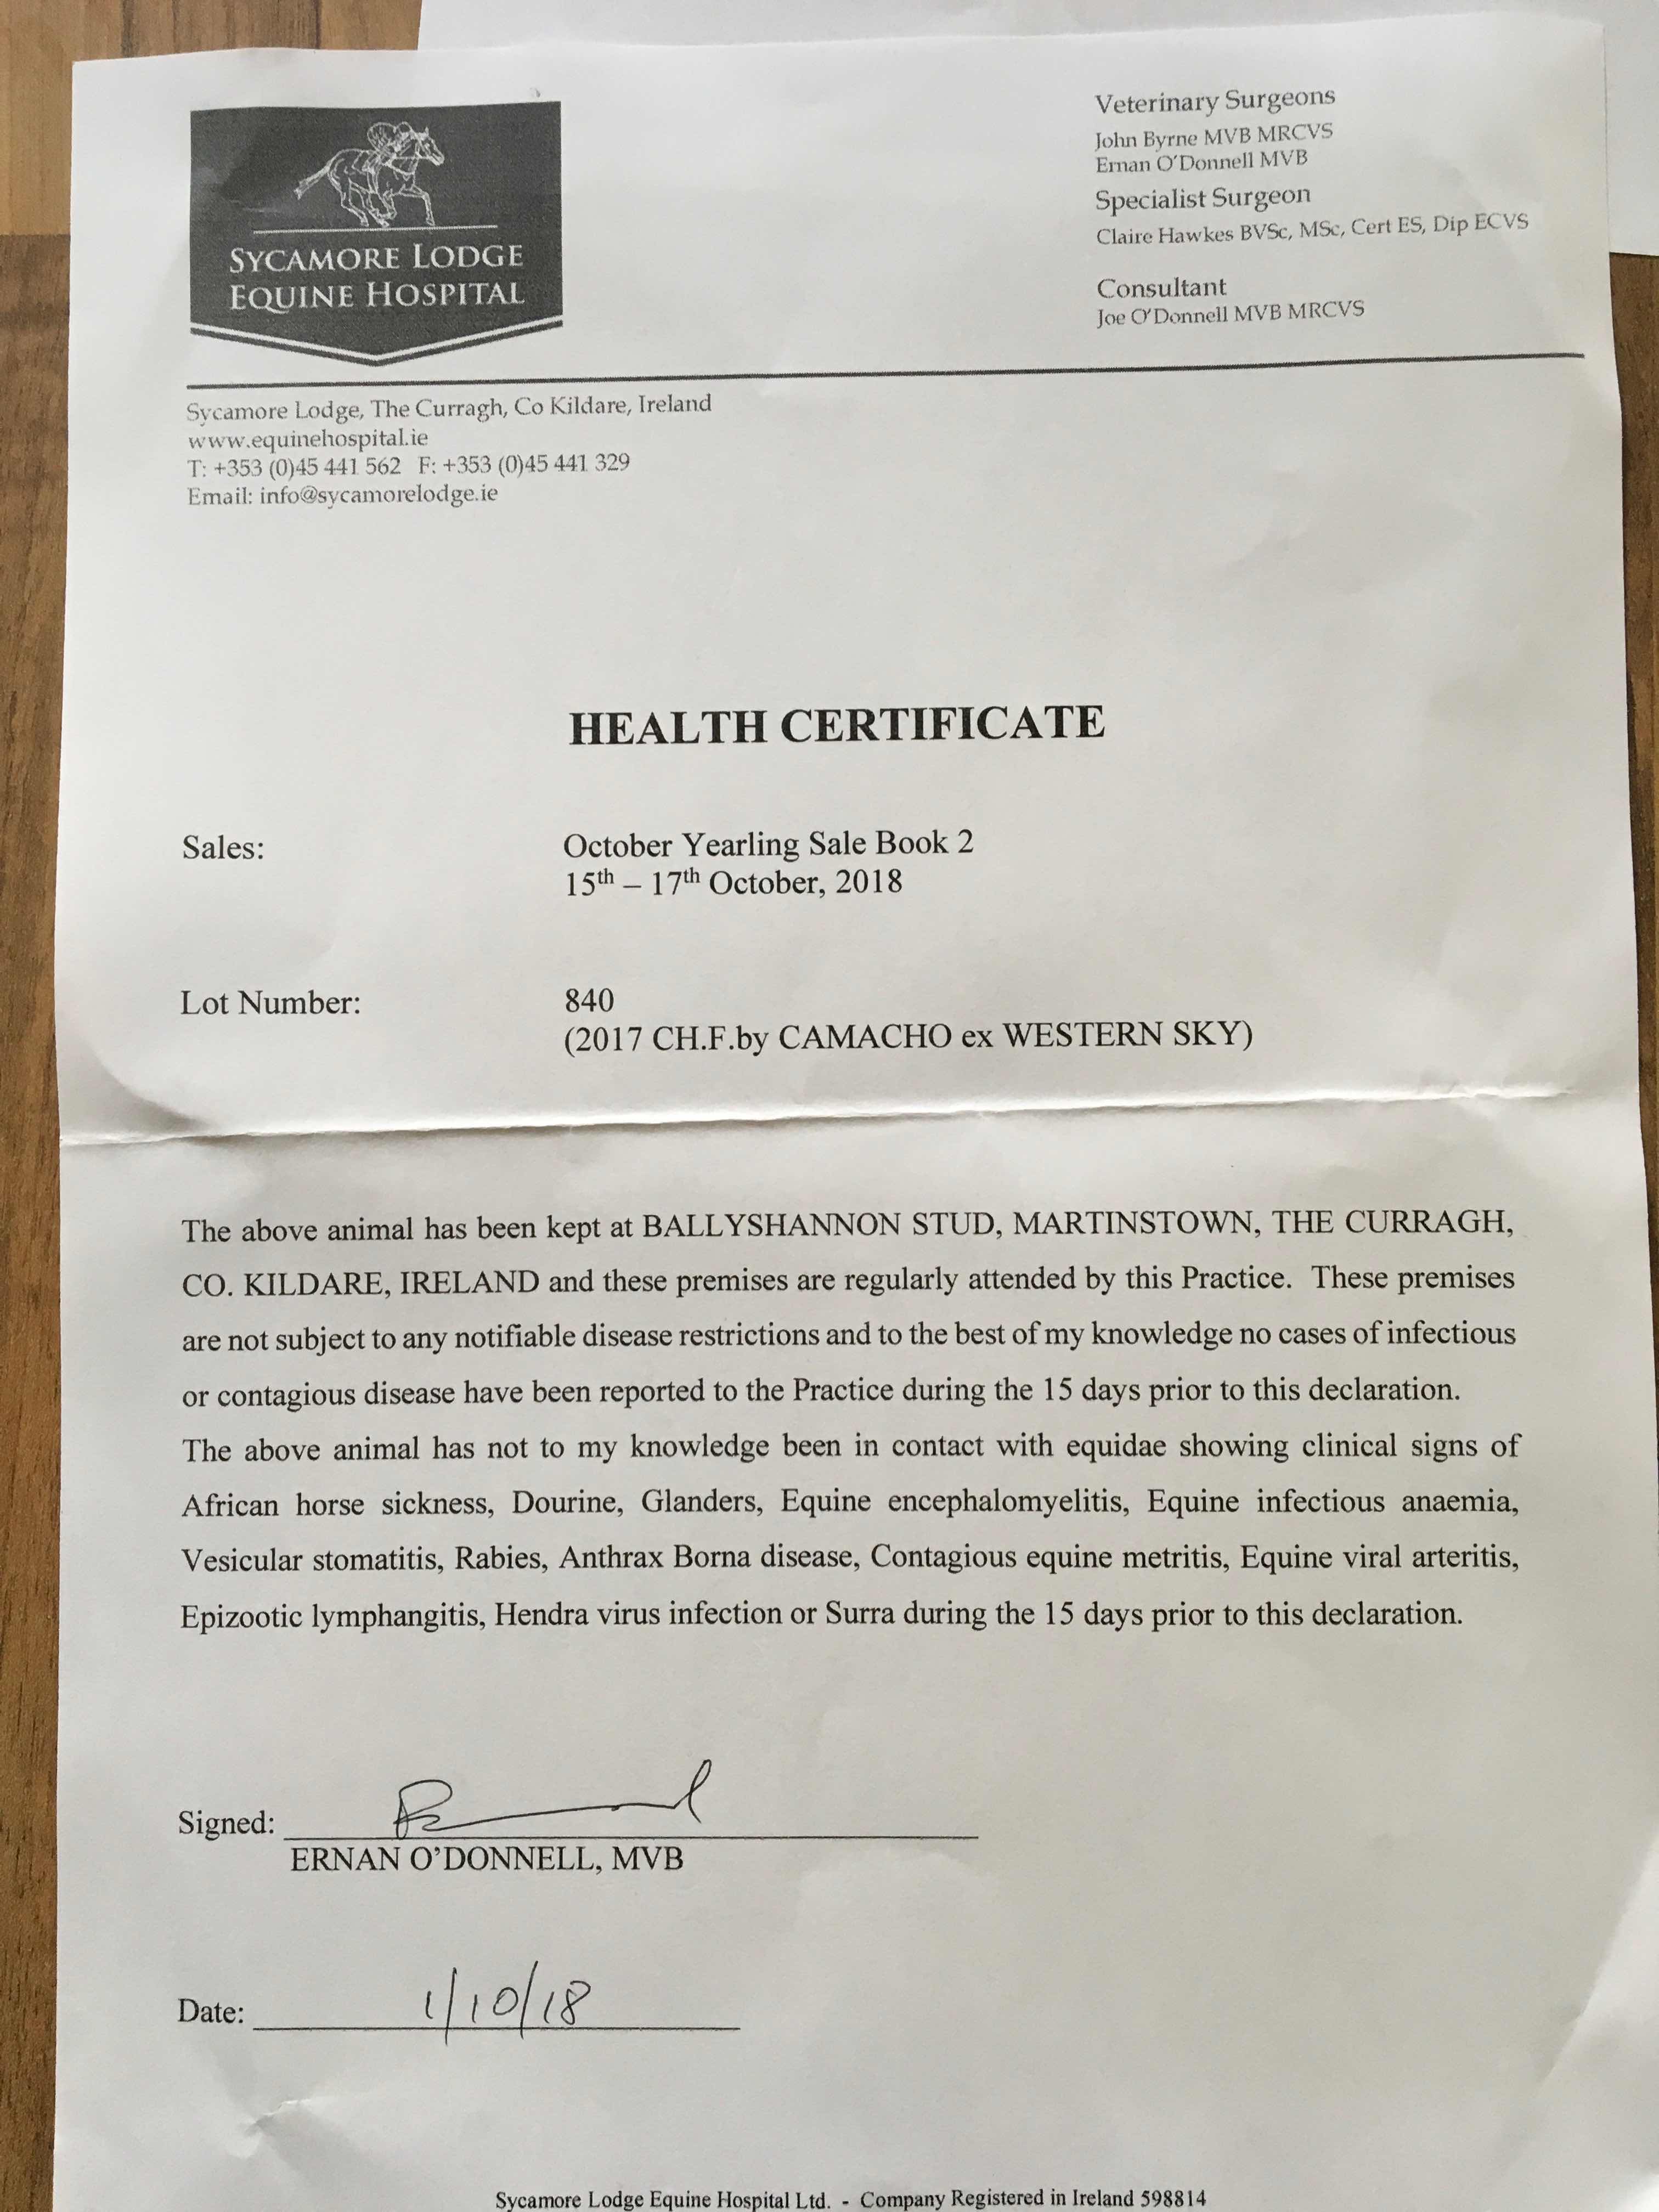 SYCAMORE LODGE
EQUINE HOSPITAL
Veterinary Surgeons
John Byrne MVB MRCVS
Ernan O'Donnell MVB
Specialist Surgeon
Claire Hawkes BVSc, MSc, Cert ES, Dip ECVS
Consultant
Joe O'Donnell MVB MRCVS
Sycamore Lodge, The Curragh, Co Kildare, Ireland
www.equinehospital.ie
T: +353 (0)45 441 562 F: +353 (0)45 441 329
Email: info@sycamorelodge.ie
HEALTH CERTIFICATE
Sales: October Yearling Sale Book 2
15th – 17th October, 2018
Lot Number: 840
(2017 CH.F.by CAMACHO ex WESTERN SKY)
The above animal has been kept at BALLYSHANNON STUD, MARTINSTOWN, THE CURRAGH,
CO. KILDARE, IRELAND and these premises are regularly attended by this Practice. These premises
are not subject to any notifiable disease restrictions and to the best of my knowledge no cases of infectious
or contagious disease have been reported to the Practice during the 15 days prior to this declaration.
The above animal has not to my knowledge been in contact with equidae showing clinical signs of
African horse sickness, Dourine, Glanders, Equine encephalomyelitis, Equine infectious anaemia,
Vesicular stomatitis, Rabies, Anthrax Borna disease, Contagious equine metritis, Equine viral arteritis,
Epizootic lymphangitis, Hendra virus infection or Surra during the 15 days prior to this declaration.
Signed:
ERNAN O'DONNELL, MVB
Date: 1/10/18
Sycamore Lodge Equine Hospital Ltd. - Company Registered in Ireland 598814